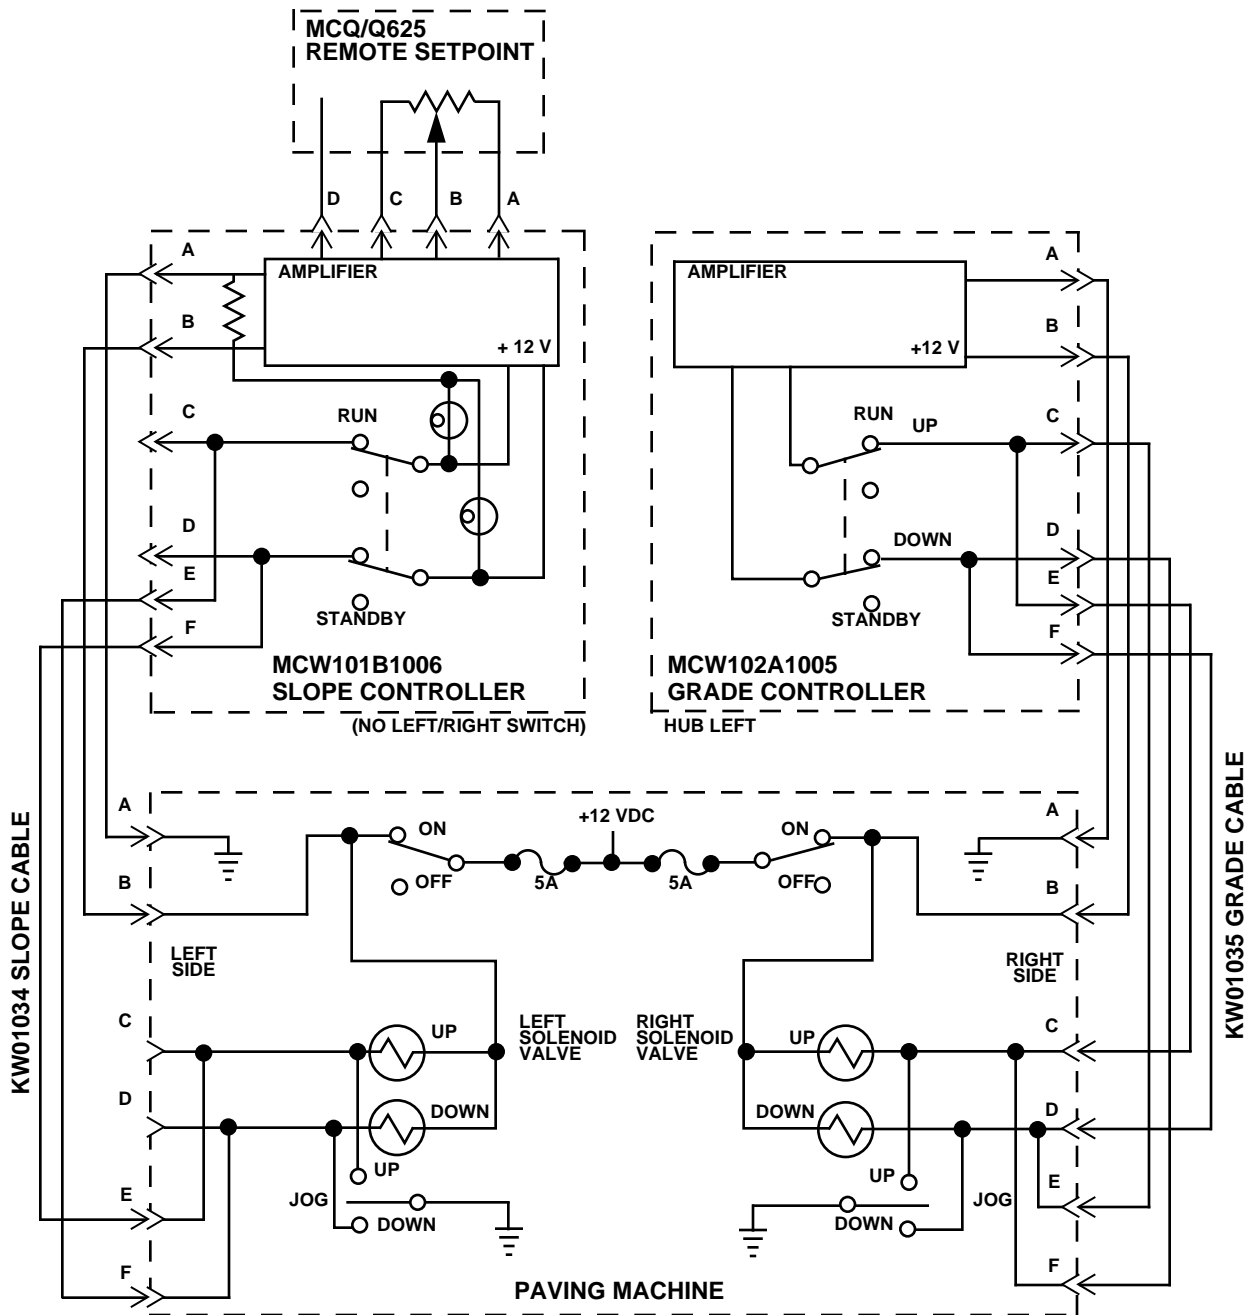 MCQ/Q625
REMOTE SETPOINT
D C B A
A
AMPLIFIER
B
+ 12 V
C
RUN
D
E
STANDBY
F
MCW101B1006
SLOPE CONTROLLER
(NO LEFT/RIGHT SWITCH)
AMPLIFIER
A
B
+12 V
RUN
UP
C
DOWN
D
E
STANDBY
F
MCW102A1005
GRADE CONTROLLER
HUB LEFT
KW01034 SLOPE CABLE
KW01035 GRADE CABLE
A
ON
+12 VDC
ON
A
B
OFF
5A
5A
OFF
B
LEFT
SIDE
RIGHT
SIDE
C
UP
LEFT
SOLENOID
VALVE
RIGHT
SOLENOID
VALVE
UP
C
D
DOWN
DOWN
D
E
UP
JOG
DOWN
UP
JOG
DOWN
E
F
F
PAVING MACHINE